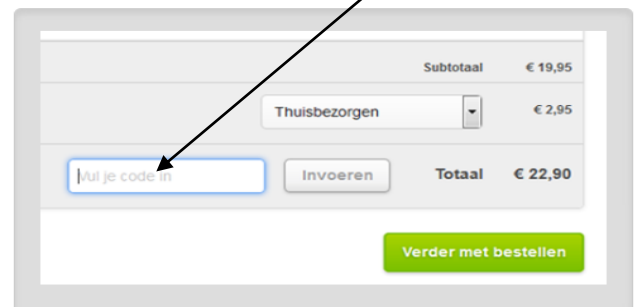 Subtotaal € 19,95
Thuisbezorgen € 2,95
Vul je code in Invoeren Totaal € 22,90
Verder met bestellen